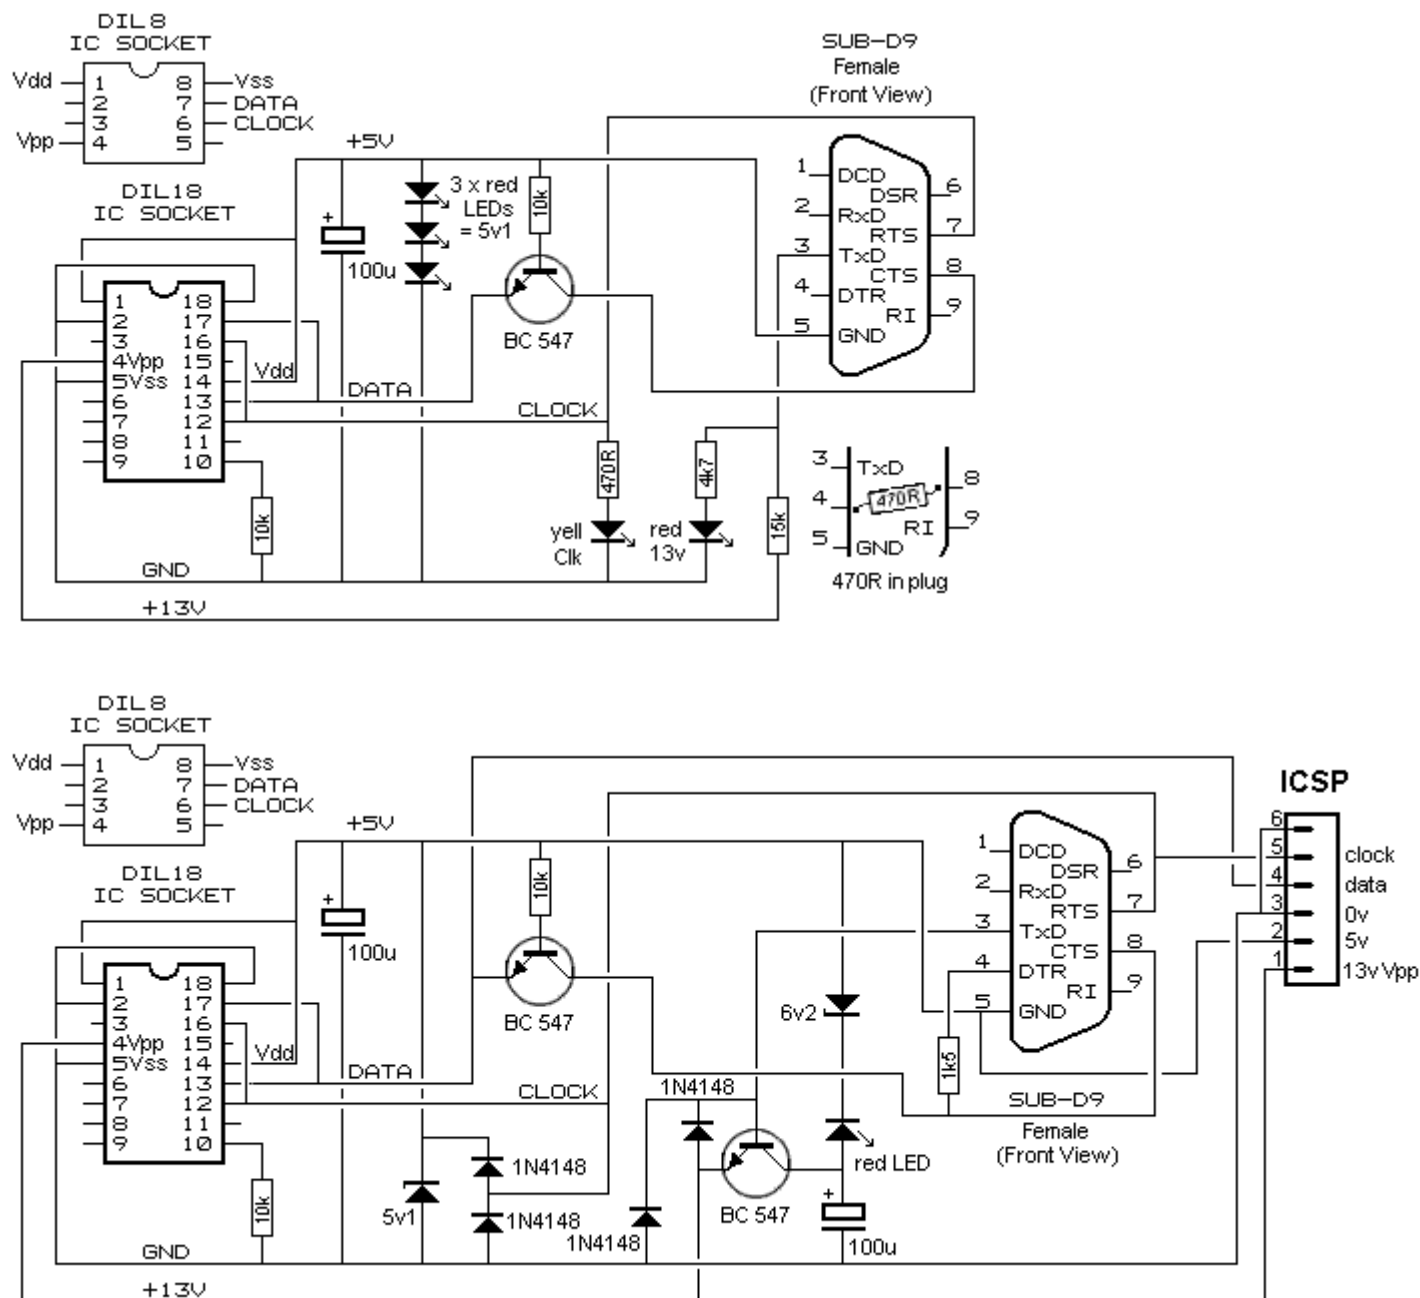 DIL8
IC SOCKET
Vdd 1 8 Vss
2 7 DATA
3 6 CLOCK
Vpp 4 5
DIL18
IC SOCKET
1 18
2 17
3 16
4Vpp 15
5Vss 14 Vdd
6 13 DATA
7 12 CLOCK
8 11
9 10
+5V
+
100u
3 x red
LEDs
= 5v1
10k
BC 547
SUB-D9
Female
(Front View)
1 DCD
DSR 6
2 RxD
RTS 7
3 TxD
CTS 8
4 DTR
RI 9
5 GND
10k
470R
yell
Clk
4k7
red
13v
15k
3 TxD
8
4 470R
RI 9
5 GND
470R in plug
GND
+13V
DIL8
IC SOCKET
Vdd 1 8 Vss
2 7 DATA
3 6 CLOCK
Vpp 4 5
DIL18
IC SOCKET
1 18
2 17
3 16
4Vpp 15
5Vss 14 Vdd
6 13 DATA
7 12 CLOCK
8 11
9 10
+5V
+
100u
10k
BC 547
1 DCD
DSR 6
2 RxD
RTS 7
3 TxD
CTS 8
4 DTR
RI 9
5 GND
SUB-D9
Female
(Front View)
ICSP
6
5 clock
4 data
3 0v
2 5v
1 13v Vpp
6v2
1k5
1N4148
red LED
1N4148
5v1
1N4148
1N4148
BC 547
+
100u
10k
GND
+13V